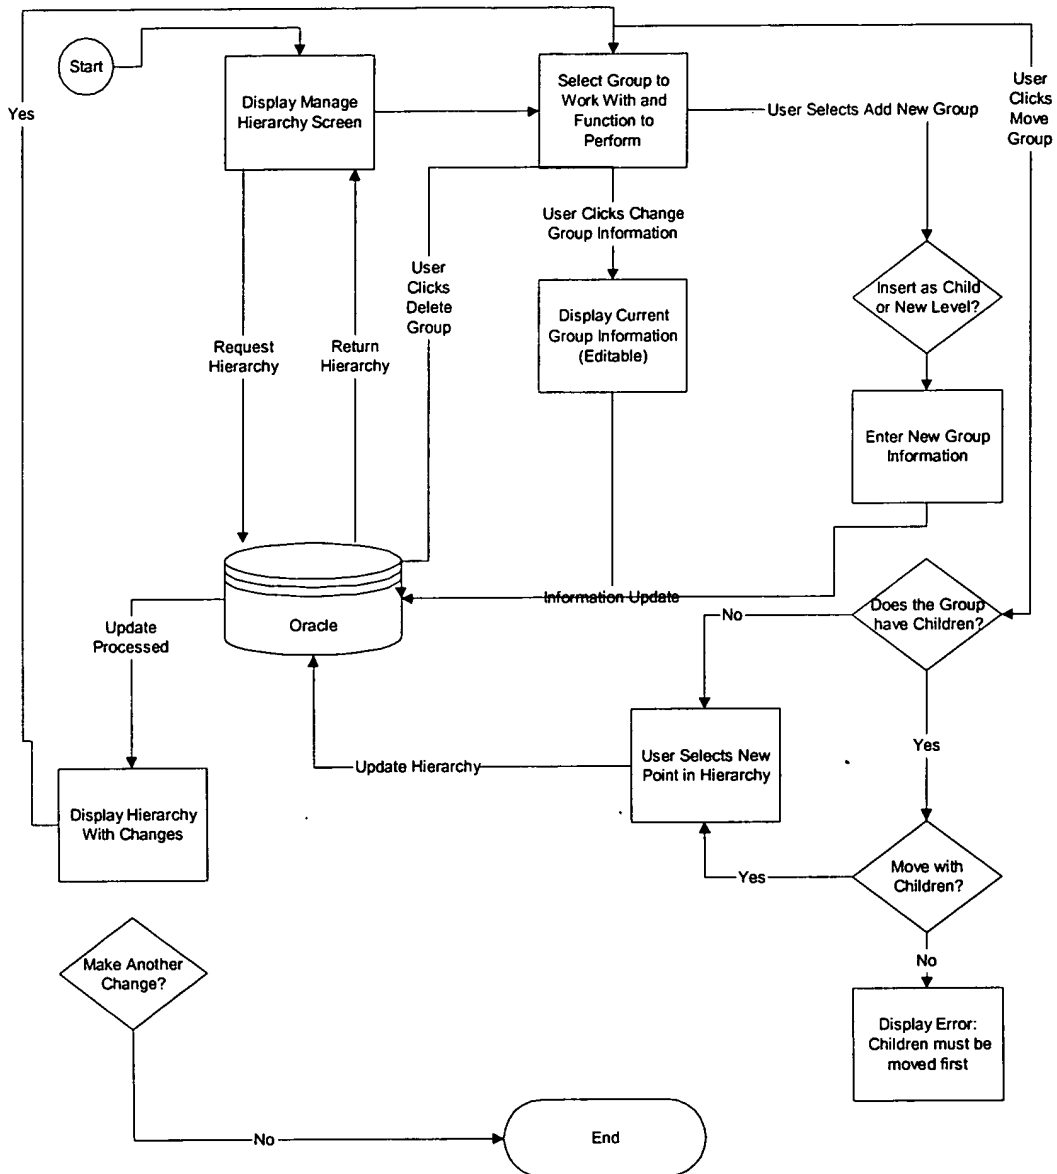 Start
Display Manage
Hierarchy Screen
Select Group to
Work With and
Function to
Perform
User Selects Add New Group
User
Clicks
Move
Group
Yes
User Clicks Change
Group Information
User
Clicks
Delete
Group
Insert as Child
or New Level?
Display Current
Group Information
(Editable)
Request
Hierarchy
Return
Hierarchy
Enter New Group
Information
Information Update
Does the Group
have Children?
Oracle
No
Update
Processed
Yes
User Selects New
Point in Hierarchy
Update Hierarchy
Display Hierarchy
With Changes
Yes
Move with
Children?
No
Make Another
Change?
Display Error:
Children must be
moved first
No
End